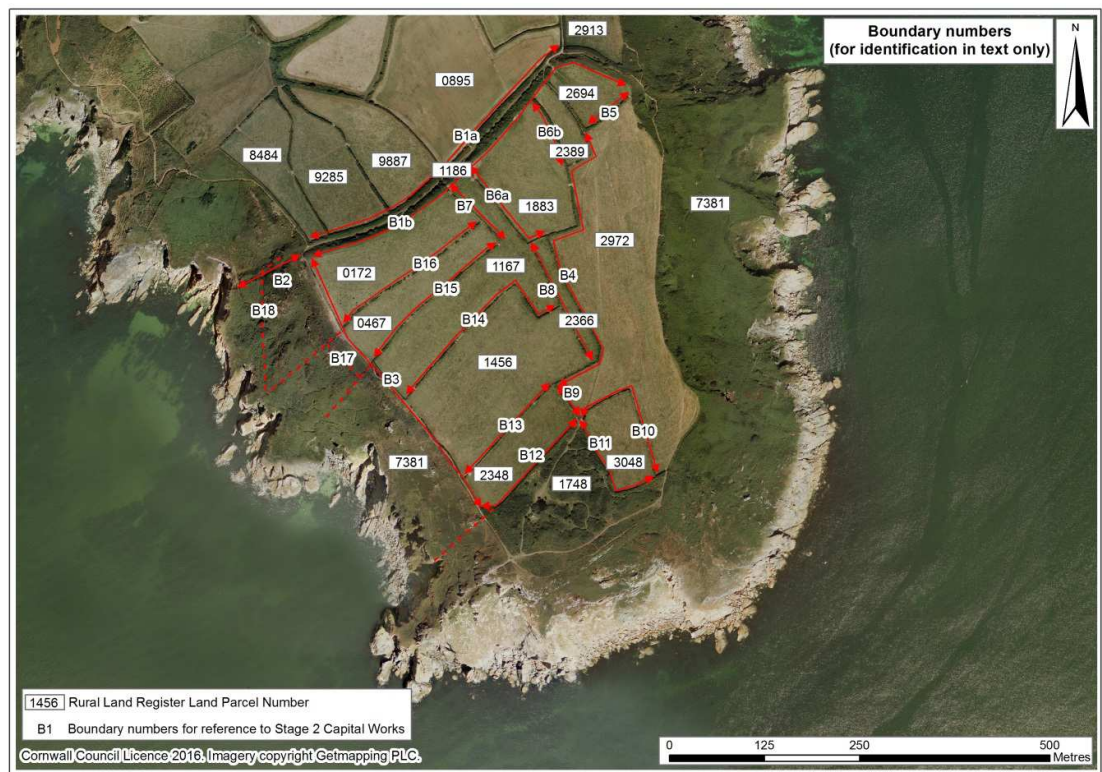 Boundary numbers
(for identification in text only)
N
2913
0895
2694
B5
B1a
B6b
2389
8484
9887
9285
1186
B6a
7381
B7
1883
B1b
2972
B16
1167
B4
0172
B2
B15
B8
B18
B14
2366
0467
B17
1456
B3
B9
B13
B10
B12
B11
7381
3048
2348
1748
1456 Rural Land Register Land Parcel Number
B1 Boundary numbers for reference to Stage 2 Capital Works
Cornwall Council Licence 2016. Imagery copyright Getmapping PLC.
0 125 250 500
Metres